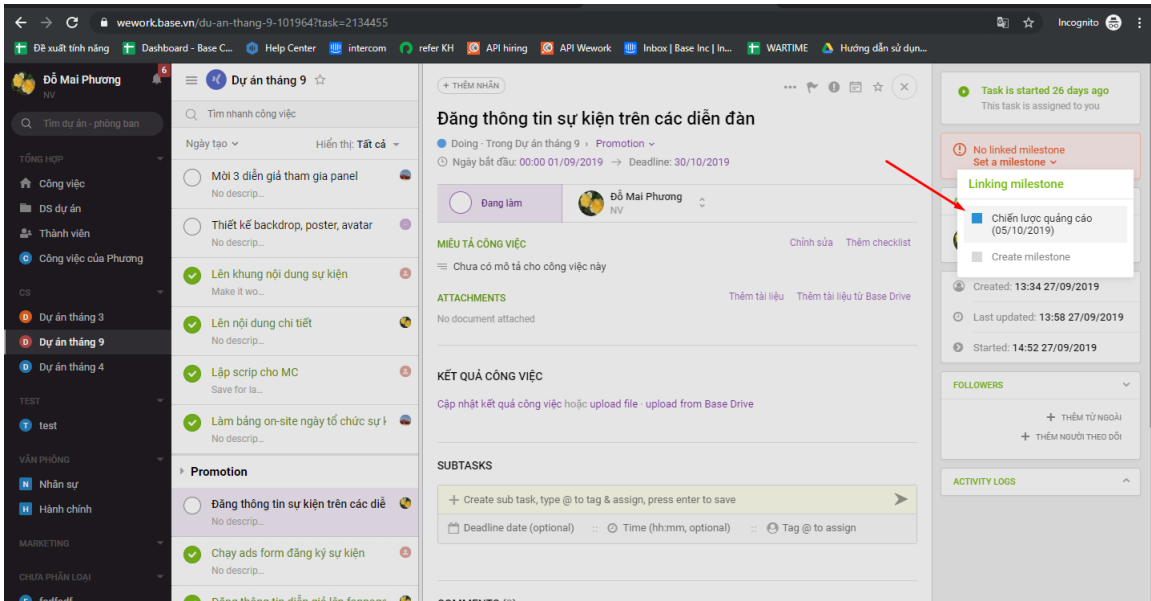 wework.base.vn/du-an-thang-9-101964?task=2134455
Incognito
Đề xuất tính năng
Dashboard - Base C...
Help Center
intercom
refer KH
API hiring
API Wework
Inbox | Base Inc | In...
WARTIME
Hướng dẫn sử dụn...
Đỗ Mai Phương
NV
6
Tìm dự án - phòng ban
TỔNG HỢP
Công việc
DS dự án
Thành viên
Công việc của Phương
CS
D Dự án tháng 3
D Dự án tháng 9
D Dự án tháng 4
TEST
T test
VĂN PHÒNG
N Nhân sự
H Hành chính
MARKETING
CHƯA PHÂN LOẠI
Dự án tháng 9
Tìm nhanh công việc
Ngày tạo
Hiển thị: Tất cả
Mời 3 diễn giả tham gia panel
No descrip...
Thiết kế backdrop, poster, avatar
No descrip...
Lên khung nội dung sự kiện
Make it wo...
Lên nội dung chi tiết
No descrip...
Lập scrip cho MC
Save for la...
Làm bảng on-site ngày tổ chức sự k
No descrip...
Promotion
Đăng thông tin sự kiện trên các diễ
No descrip...
Chạy ads form đăng ký sự kiện
No descrip...
+ THÊM NHÃN
Đăng thông tin sự kiện trên các diễn đàn
Doing · Trong Dự án tháng 9 › Promotion
Ngày bắt đầu: 00:00 01/09/2019 → Deadline: 30/10/2019
Đang làm
Đỗ Mai Phương
NV
MIÊU TẢ CÔNG VIỆC
Chỉnh sửa
Thêm checklist
Chưa có mô tả cho công việc này
ATTACHMENTS
Thêm tài liệu
Thêm tài liệu từ Base Drive
No document attached
KẾT QUẢ CÔNG VIỆC
Cập nhật kết quả công việc hoặc upload file · upload from Base Drive
SUBTASKS
+ Create sub task, type @ to tag & assign, press enter to save
Deadline date (optional) :: Time (hh:mm, optional) :: Tag @ to assign
Task is started 26 days ago
This task is assigned to you
No linked milestone
Set a milestone
Linking milestone
Chiến lược quảng cáo
(05/10/2019)
Create milestone
Created: 13:34 27/09/2019
Last updated: 13:58 27/09/2019
Started: 14:52 27/09/2019
FOLLOWERS
+ THÊM TỪ NGOÀI
+ THÊM NGƯỜI THEO DÕI
ACTIVITY LOGS